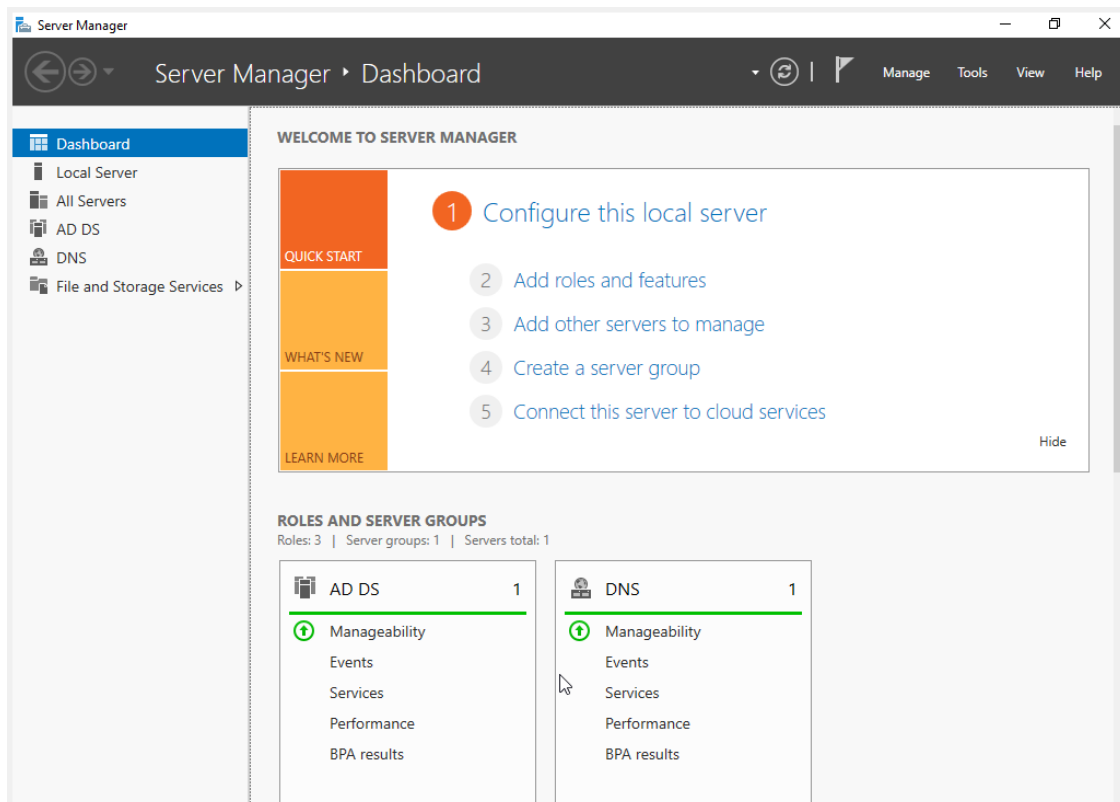 Server Manager
Server Manager ‣ Dashboard
Manage Tools View Help
Dashboard
Local Server
All Servers
AD DS
DNS
File and Storage Services
WELCOME TO SERVER MANAGER
QUICK START
WHAT'S NEW
LEARN MORE
1 Configure this local server
2 Add roles and features
3 Add other servers to manage
4 Create a server group
5 Connect this server to cloud services
Hide
ROLES AND SERVER GROUPS
Roles: 3 | Server groups: 1 | Servers total: 1
AD DS 1
Manageability
Events
Services
Performance
BPA results
DNS 1
Manageability
Events
Services
Performance
BPA results